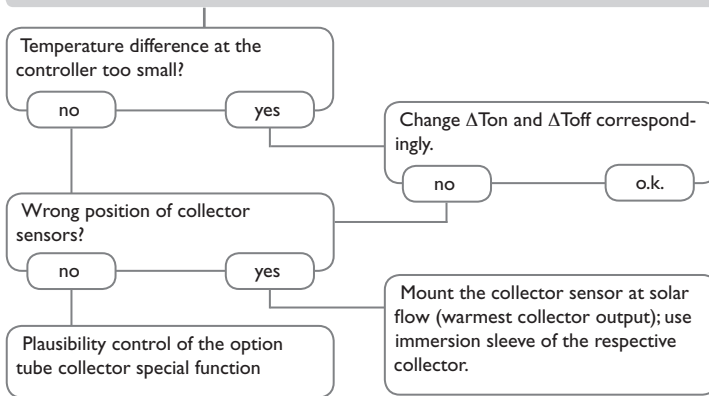 Temperature difference at the
controller too small?
no
yes
Change ΔTon and ΔToff correspond-
ingly.
no
o.k.
Wrong position of collector
sensors?
no
yes
Mount the collector sensor at solar
flow (warmest collector output); use
immersion sleeve of the respective
collector.
Plausibility control of the option
tube collector special function